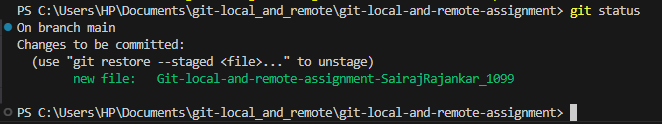 PS C:\Users\HP\Documents\git-local_and_remote\git-local-and-remote-assignment> git status
On branch main
Changes to be committed:
  (use "git restore --staged <file>..." to unstage)
        new file:   Git-local-and-remote-assignment-SairajRajankar_1099

PS C:\Users\HP\Documents\git-local_and_remote\git-local-and-remote-assignment>